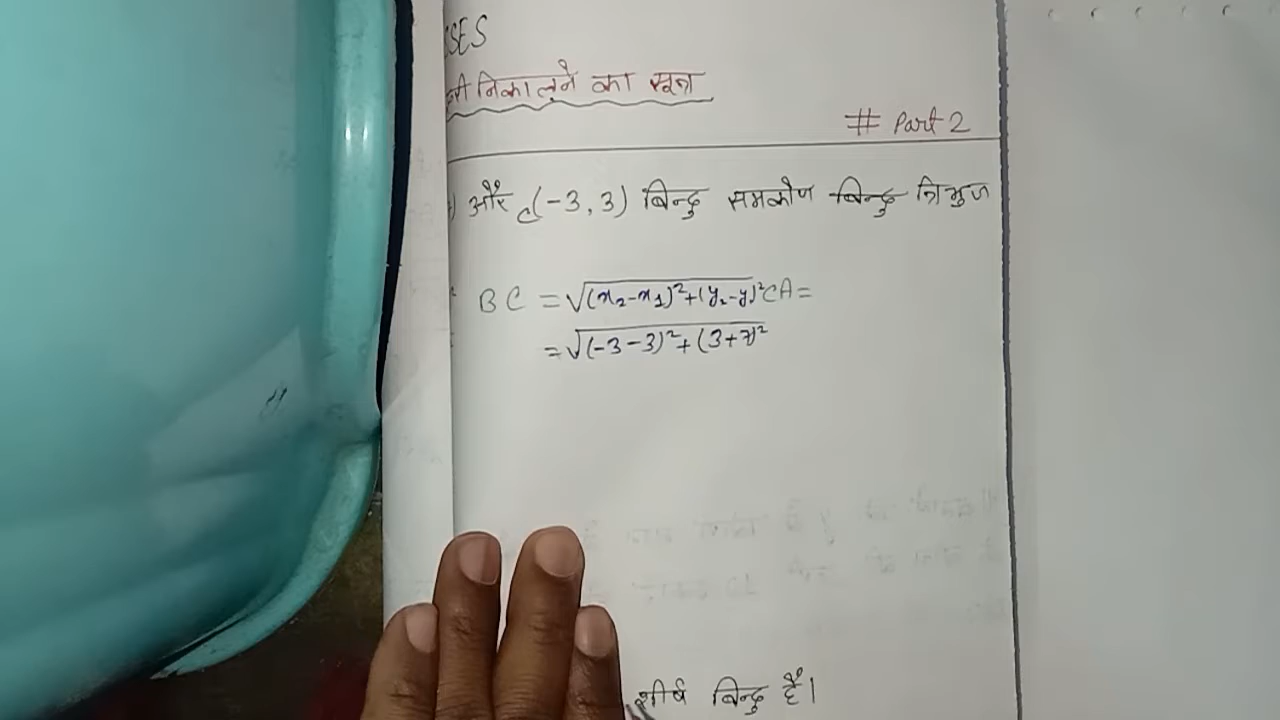 SES
निकालने का सूत्र
# Part 2
) और C(-3, 3) बिन्दु समकोण बिन्दु त्रिभुज
BC = √(x₂-x₁)²+(y₂-y)² CA =
= √(-3-3)²+(3+7)²
शीर्ष बिन्दु हैं।